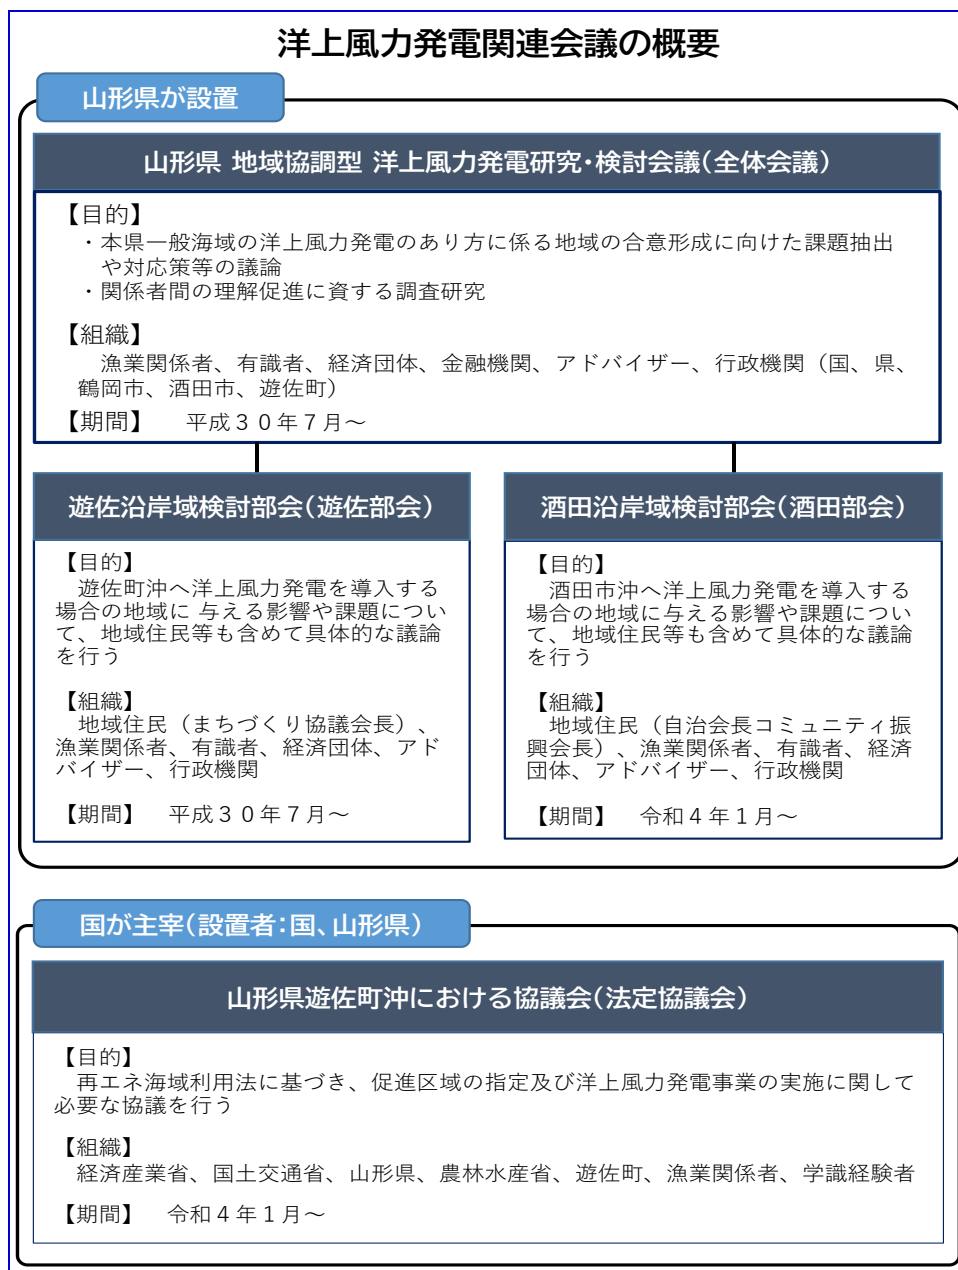 洋上風力発電関連会議の概要
山形県が設置
山形県 地域協調型 洋上風力発電研究・検討会議(全体会議)
【目的】
・本県一般海域の洋上風力発電のあり方に係る地域の合意形成に向けた課題抽出
や対応策等の議論
・関係者間の理解促進に資する調査研究
【組織】
漁業関係者、有識者、経済団体、金融機関、アドバイザー、行政機関(国、県、
鶴岡市、酒田市、遊佐町)
【期間】 平成30年7月～
遊佐沿岸域検討部会(遊佐部会)
【目的】
遊佐町沖へ洋上風力発電を導入する
場合の地域に 与える影響や課題につい
て、地域住民等も含めて具体的な議論
を行う
【組織】
地域住民(まちづくり協議会長)、
漁業関係者、有識者、経済団体、アド
バイザー、行政機関
【期間】 平成30年7月～
酒田沿岸域検討部会(酒田部会)
【目的】
酒田市沖へ洋上風力発電を導入する
場合の地域に与える影響や課題につい
て、地域住民等も含めて具体的な議論
を行う
【組織】
地域住民(自治会長コミュニティ振
興会長)、漁業関係者、有識者、経済
団体、アドバイザー、行政機関
【期間】 令和4年1月～
国が主宰(設置者:国、山形県)
山形県遊佐町沖における協議会(法定協議会)
【目的】
再エネ海域利用法に基づき、促進区域の指定及び洋上風力発電事業の実施に関して
必要な協議を行う
【組織】
経済産業省、国土交通省、山形県、農林水産省、遊佐町、漁業関係者、学識経験者
【期間】 令和4年1月～